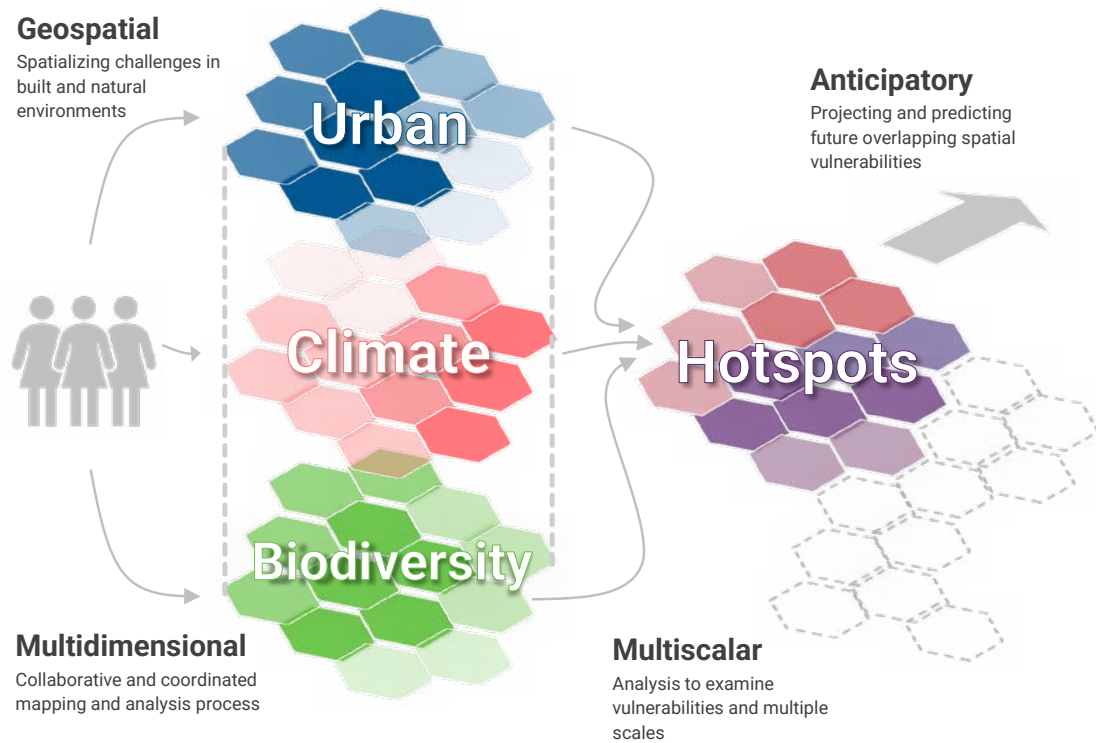 Geospatial
Spatializing challenges in
built and natural
environments
Urban
Anticipatory
Projecting and predicting
future overlapping spatial
vulnerabilities
Climate
Hotspots
Biodiversity
Multidimensional
Collaborative and coordinated
mapping and analysis process
Multiscalar
Analysis to examine
vulnerabilities and multiple
scales